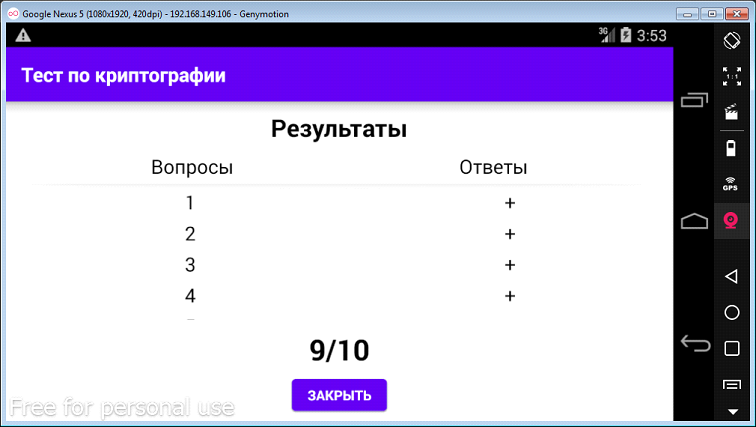 Google Nexus 5 (1080x1920, 420dpi) - 192.168.149.106 - Genymotion
3G 3:53
Тест по криптографии
Результаты
Вопросы Ответы
1 +
2 +
3 +
4 +
9/10
ЗАКРЫТЬ
Free for personal use
1:1
GPS